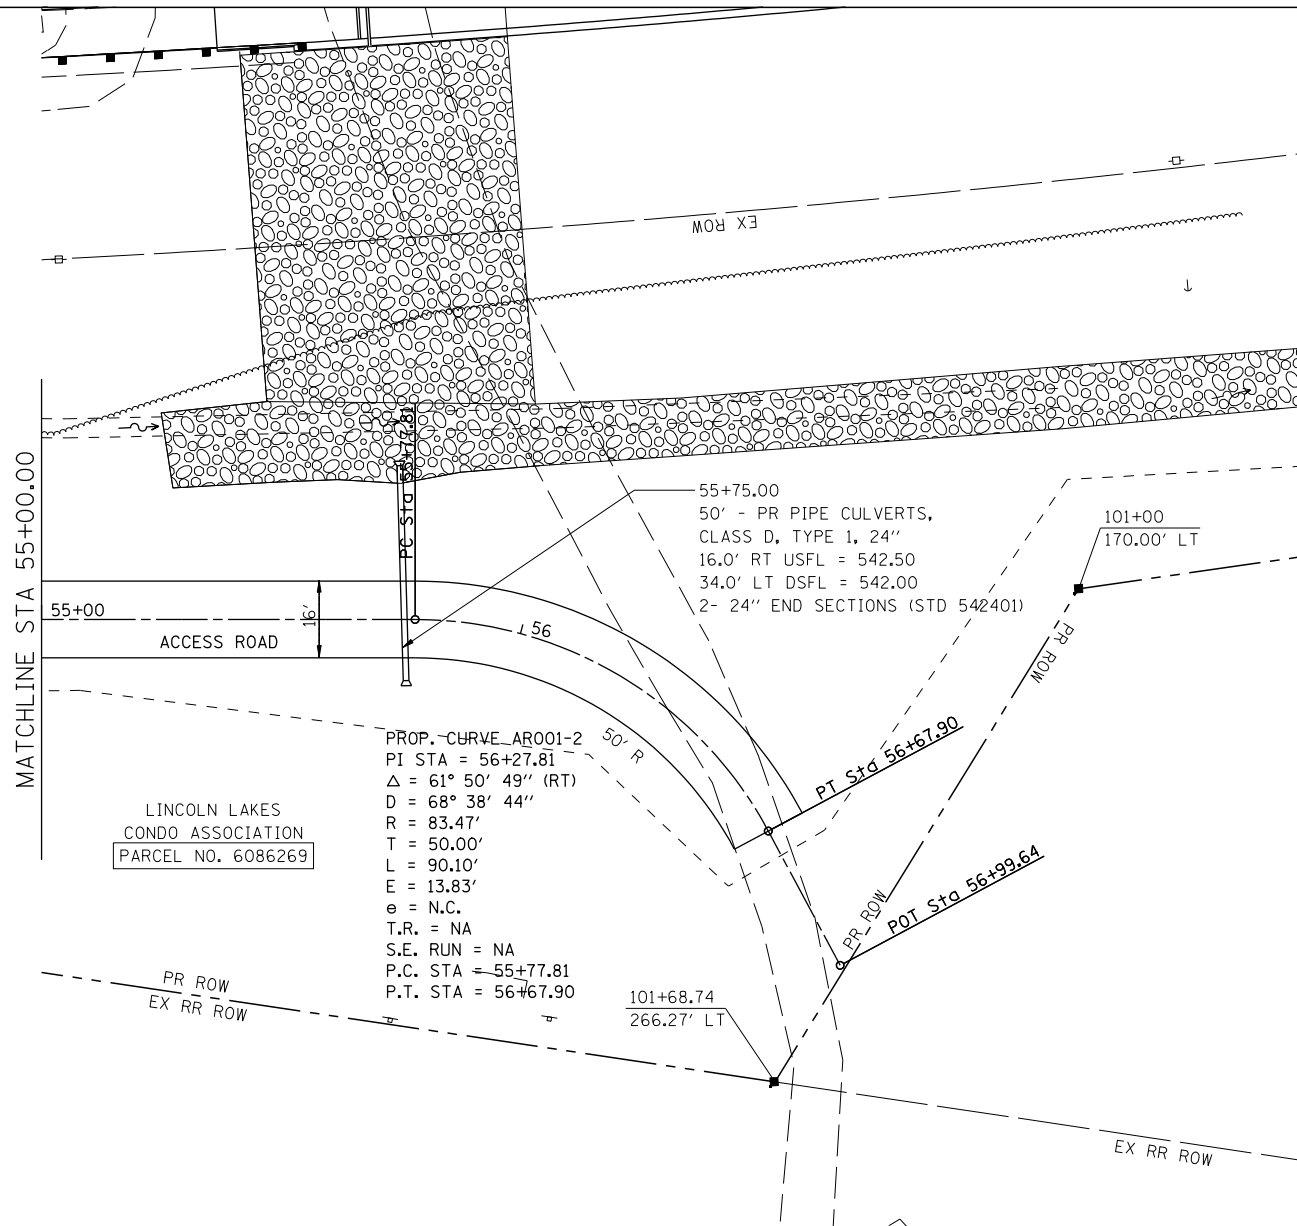 EX ROW
MATCHLINE STA 55+00.00
PC Sta 55+77.81
55+75.00
50' - PR PIPE CULVERTS,
CLASS D, TYPE 1, 24"
16.0' RT USFL = 542.50
34.0' LT DSFL = 542.00
2- 24" END SECTIONS (STD 542401)
101+00
170.00' LT
55+00
16'
ACCESS ROAD
56
PR ROW
50' R
PT Sta 56+67.90
PROP. CURVE AR001-2
PI STA = 56+27.81
Δ = 61° 50' 49" (RT)
D = 68° 38' 44"
R = 83.47'
T = 50.00'
L = 90.10'
E = 13.83'
e = N.C.
T.R. = NA
S.E. RUN = NA
P.C. STA = 55+77.81
P.T. STA = 56+67.90
LINCOLN LAKES
CONDO ASSOCIATION
PARCEL NO. 6086269
PR ROW
POT Sta 56+99.64
PR ROW
EX RR ROW
101+68.74
266.27' LT
EX RR ROW